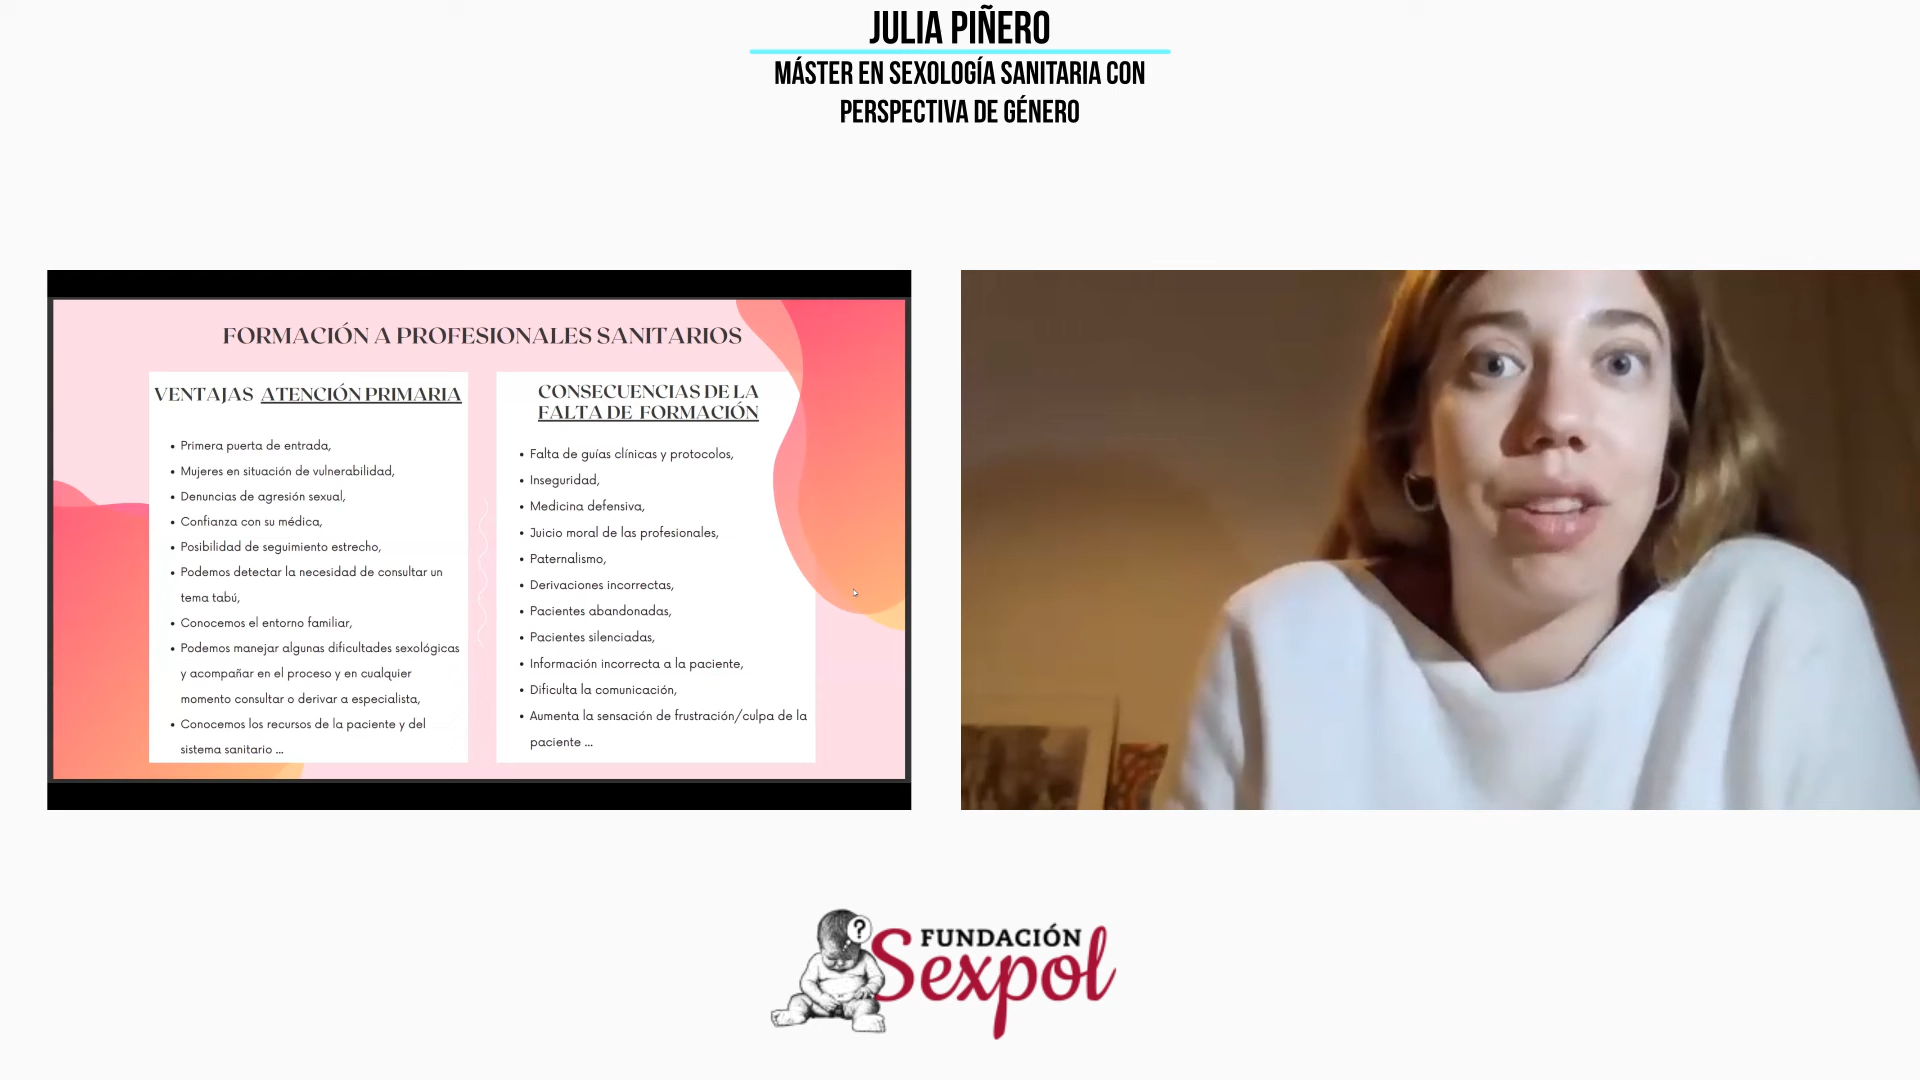 JULIA PIÑERO
MÁSTER EN SEXOLOGÍA SANITARIA CON
PERSPECTIVA DE GÉNERO
FORMACIÓN A PROFESIONALES SANITARIOS
VENTAJAS ATENCIÓN PRIMARIA
• Primera puerta de entrada,
• Mujeres en situación de vulnerabilidad,
• Denuncias de agresión sexual,
• Confianza con su médica,
• Posibilidad de seguimiento estrecho,
• Podemos detectar la necesidad de consultar un
tema tabú,
• Conocemos el entorno familiar,
• Podemos manejar algunas dificultades sexológicas
y acompañar en el proceso y en cualquier
momento consultar o derivar a especialista,
• Conocemos los recursos de la paciente y del
sistema sanitario ...
CONSECUENCIAS DE LA
FALTA DE FORMACIÓN
• Falta de guías clínicas y protocolos,
• Inseguridad,
• Medicina defensiva,
• Juicio moral de las profesionales,
• Paternalismo,
• Derivaciones incorrectas,
• Pacientes abandonadas,
• Pacientes silenciadas,
• Información incorrecta a la paciente,
• Dificulta la comunicación,
• Aumenta la sensación de frustración/culpa de la
paciente ...
?
FUNDACIÓN
Sexpol